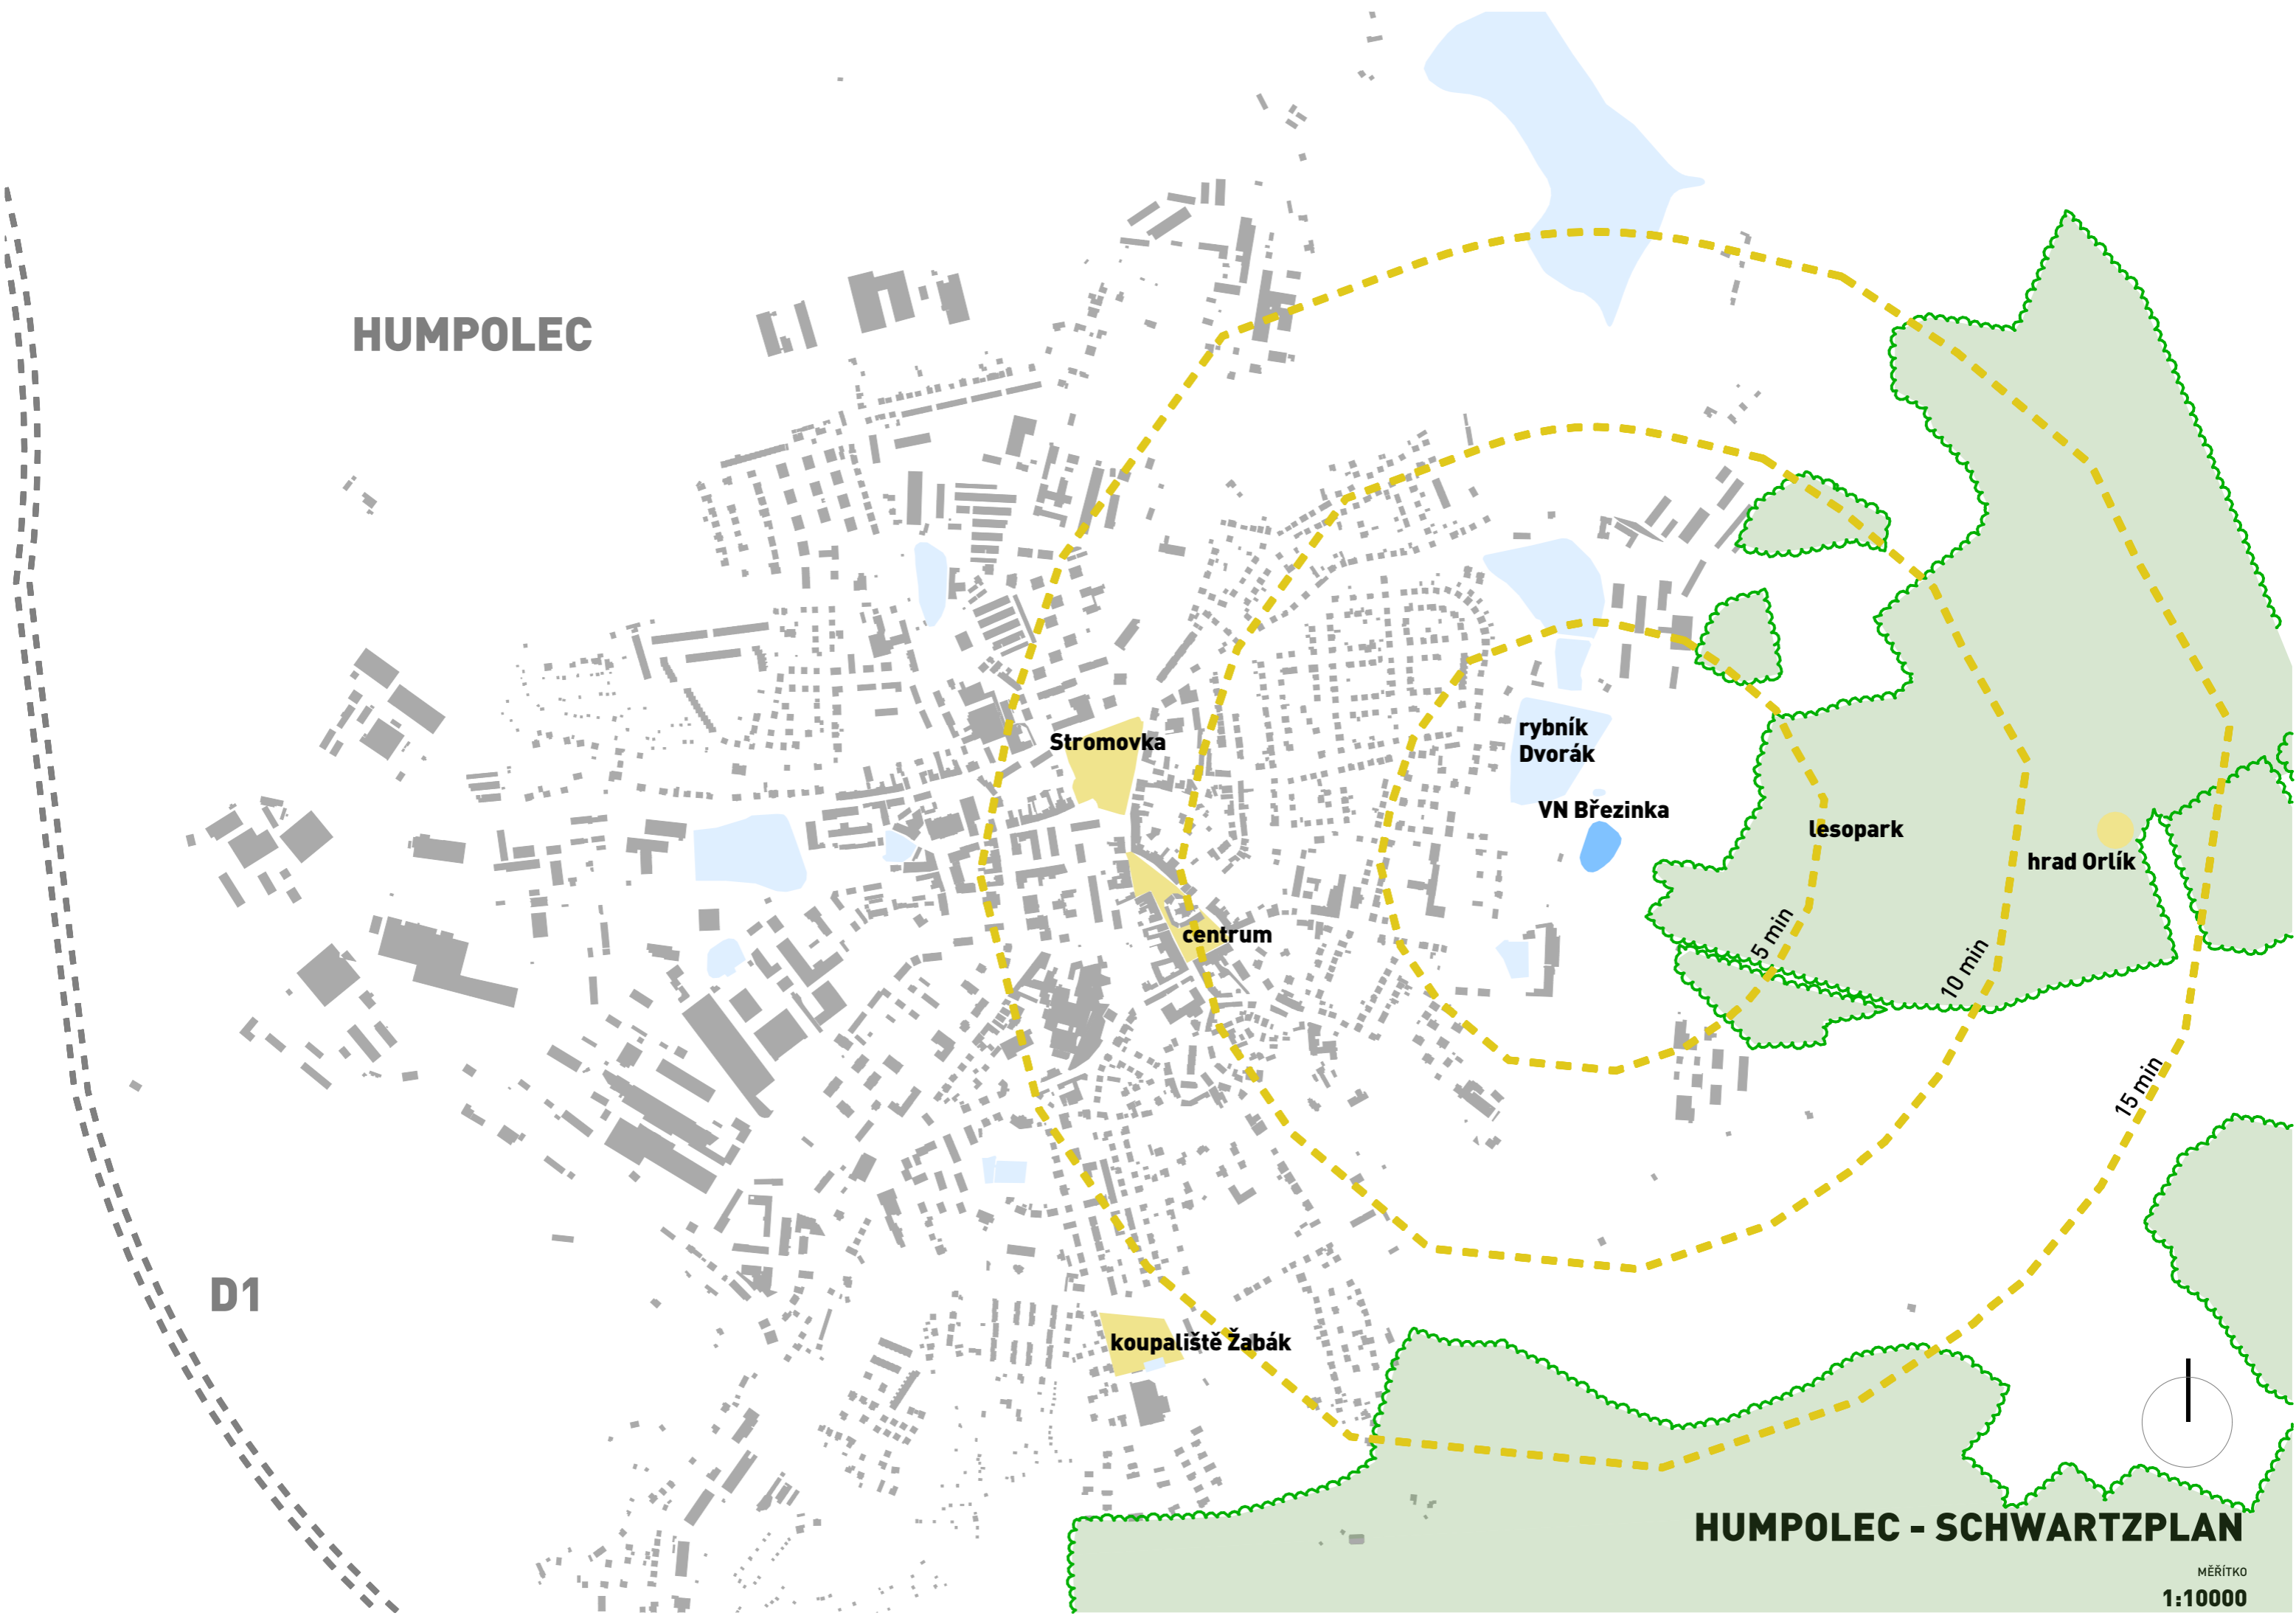 HUMPOLEC
Stromovka
rybník
Dvorák
VN Březinka
lesopark
hrad Orlík
centrum
5 min
10 min
15 min
D1
koupaliště Žabák
HUMPOLEC - SCHWARTZPLAN
MĚŘÍTKO
1:10000